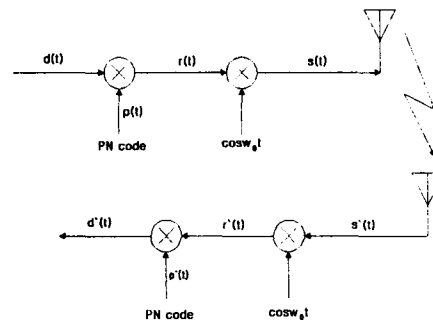 d(t) r(t) s(t)
p(t)
PN code cosw₀t
d`(t) r`(t) s`(t)
p`(t)
PN code cosw₀t